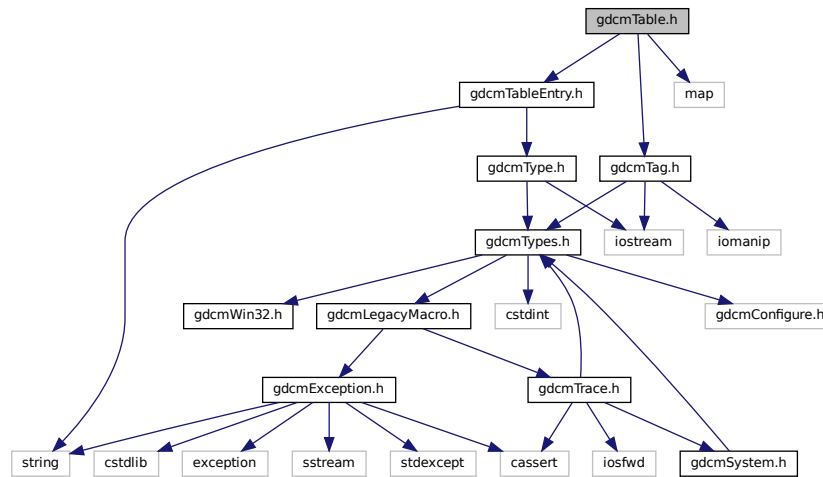 gdcmTable.h
gdcmTableEntry.h
map
gdcmType.h
gdcmTag.h
gdcmTypes.h
iostream
iomanip
gdcmWin32.h
gdcmLegacyMacro.h
cstdint
gdcmConfigure.h
gdcmException.h
gdcmTrace.h
string
cstdlib
exception
sstream
stdexcept
cassert
iosfwd
gdcmSystem.h